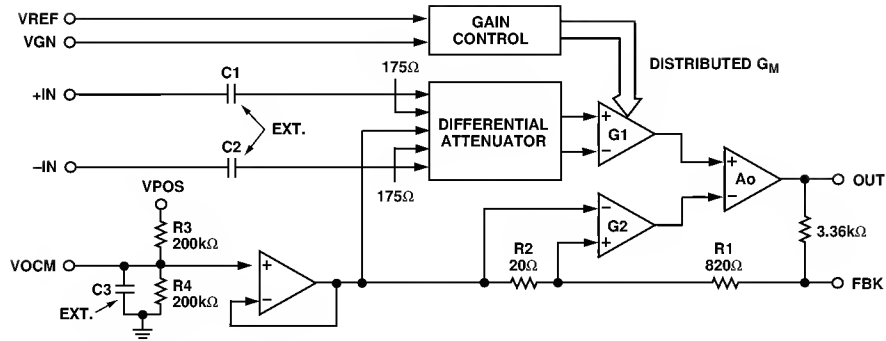 VREF
VGN
GAIN
CONTROL
DISTRIBUTED GM
+IN
C1
175Ω
DIFFERENTIAL
ATTENUATOR
EXT.
C2
–IN
175Ω
+
G1
–
+
Ao
–
OUT
–
G2
+
3.36kΩ
VPOS
R3
200kΩ
VOCM
C3
EXT.
R4
200kΩ
+
–
R2
20Ω
R1
820Ω
FBK